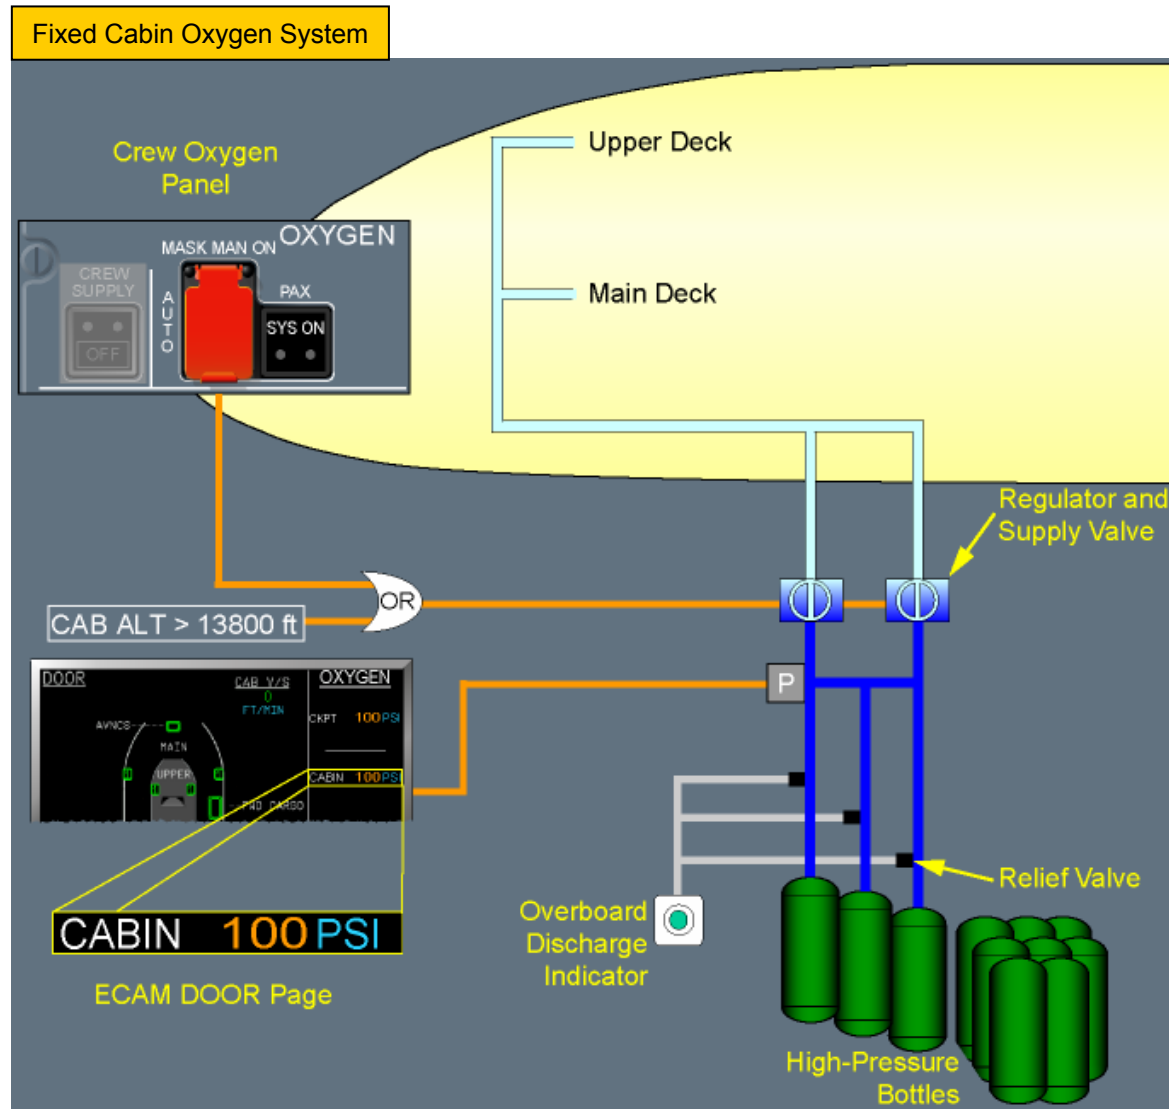 Fixed Cabin Oxygen System
Upper Deck
Crew Oxygen
Panel
OXYGEN
MASK MAN ON
CREW
SUPPLY
AUTO
PAX
SYS ON
OFF
Main Deck
Regulator and
Supply Valve
OR
CAB ALT > 13800 ft
DOOR
CAB V/S
0
FT/MIN
OXYGEN
P
CKPT 100 PSI
AVNCS
MAIN
UPPER
CABIN 100 PSI
FWD CARGO
Relief Valve
Overboard
Discharge
Indicator
CABIN 100 PSI
ECAM DOOR Page
High-Pressure
Bottles